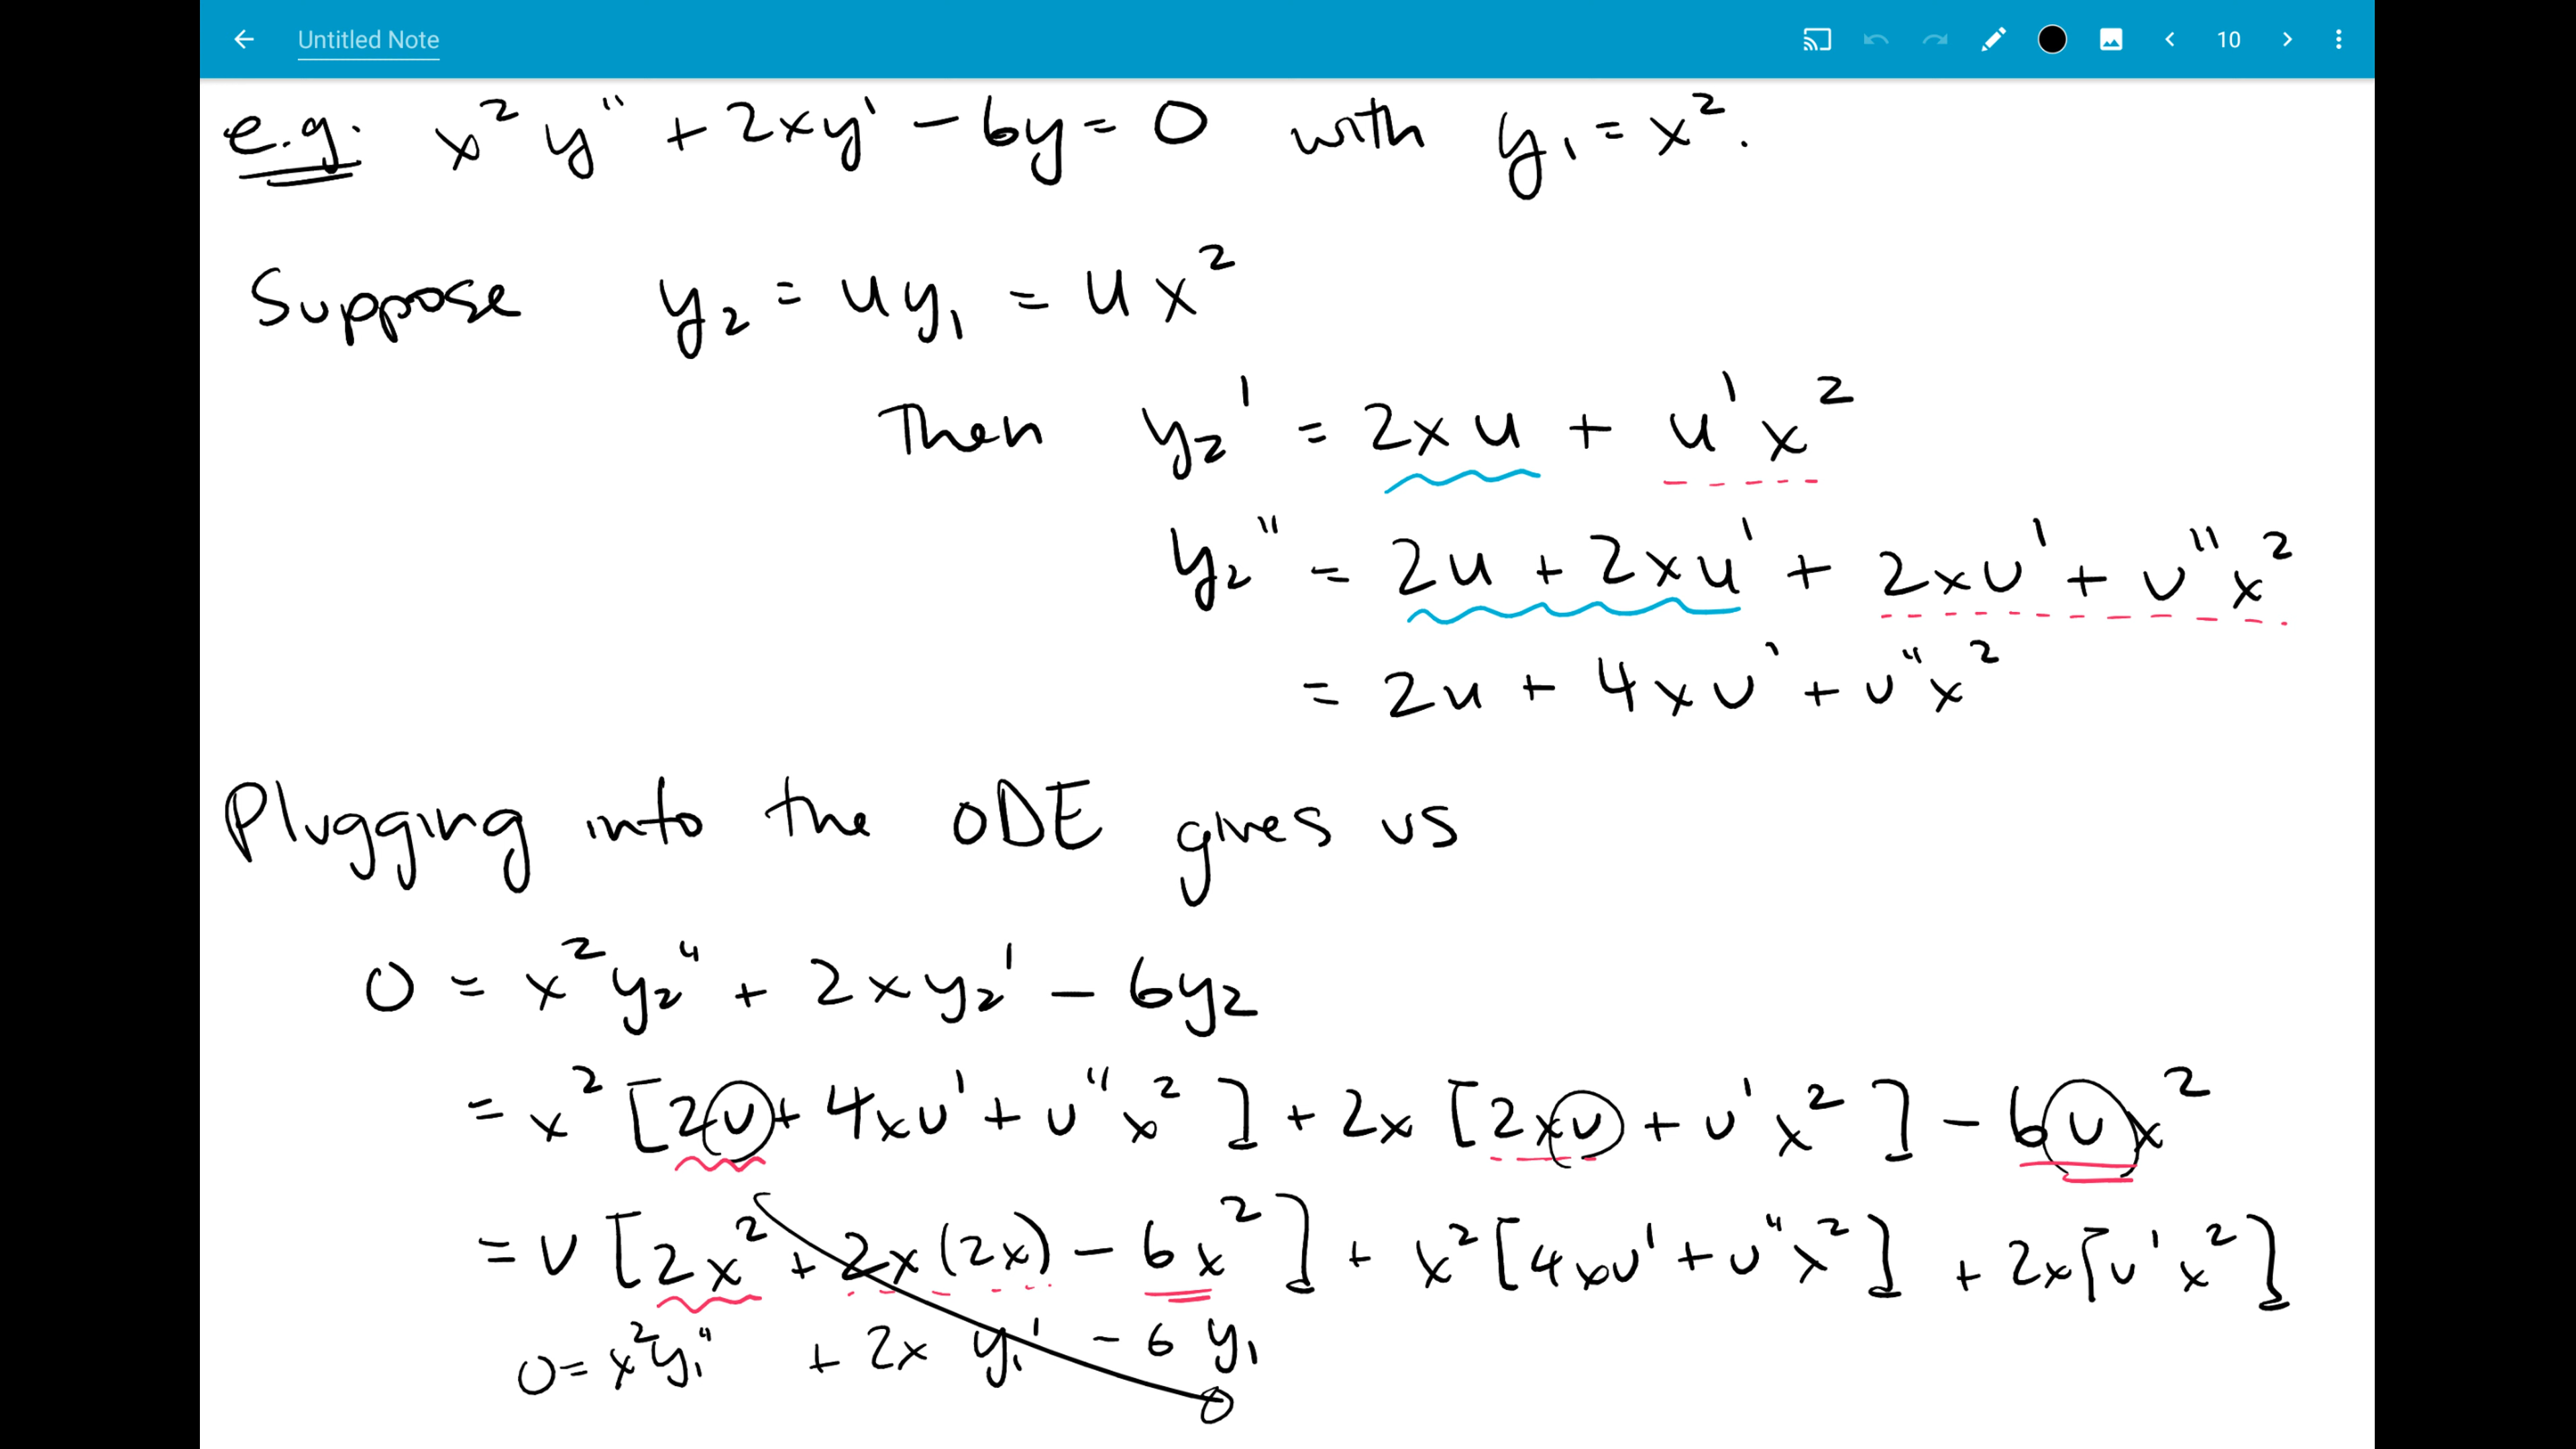 Untitled Note
10
e.g. x² y'' + 2xy' - 6y = 0 with y₁ = x².
Suppose y₂ = uy₁ = ux²
Then y₂' = 2xu + u'x²
y₂'' = 2u + 2xu' + 2xu' + u''x²
= 2u + 4xu' + u''x²
Plugging into the ODE gives us
0 = x²y₂'' + 2xy₂' - 6y₂
= x² [2u + 4xu' + u''x²] + 2x [2xu + u'x²] - 6ux²
= u [2x² + 2x(2x) - 6x²] + x² [4xu' + u''x²] + 2x[u'x²]
0 = x²y₁'' + 2x y₁' - 6 y₁
0